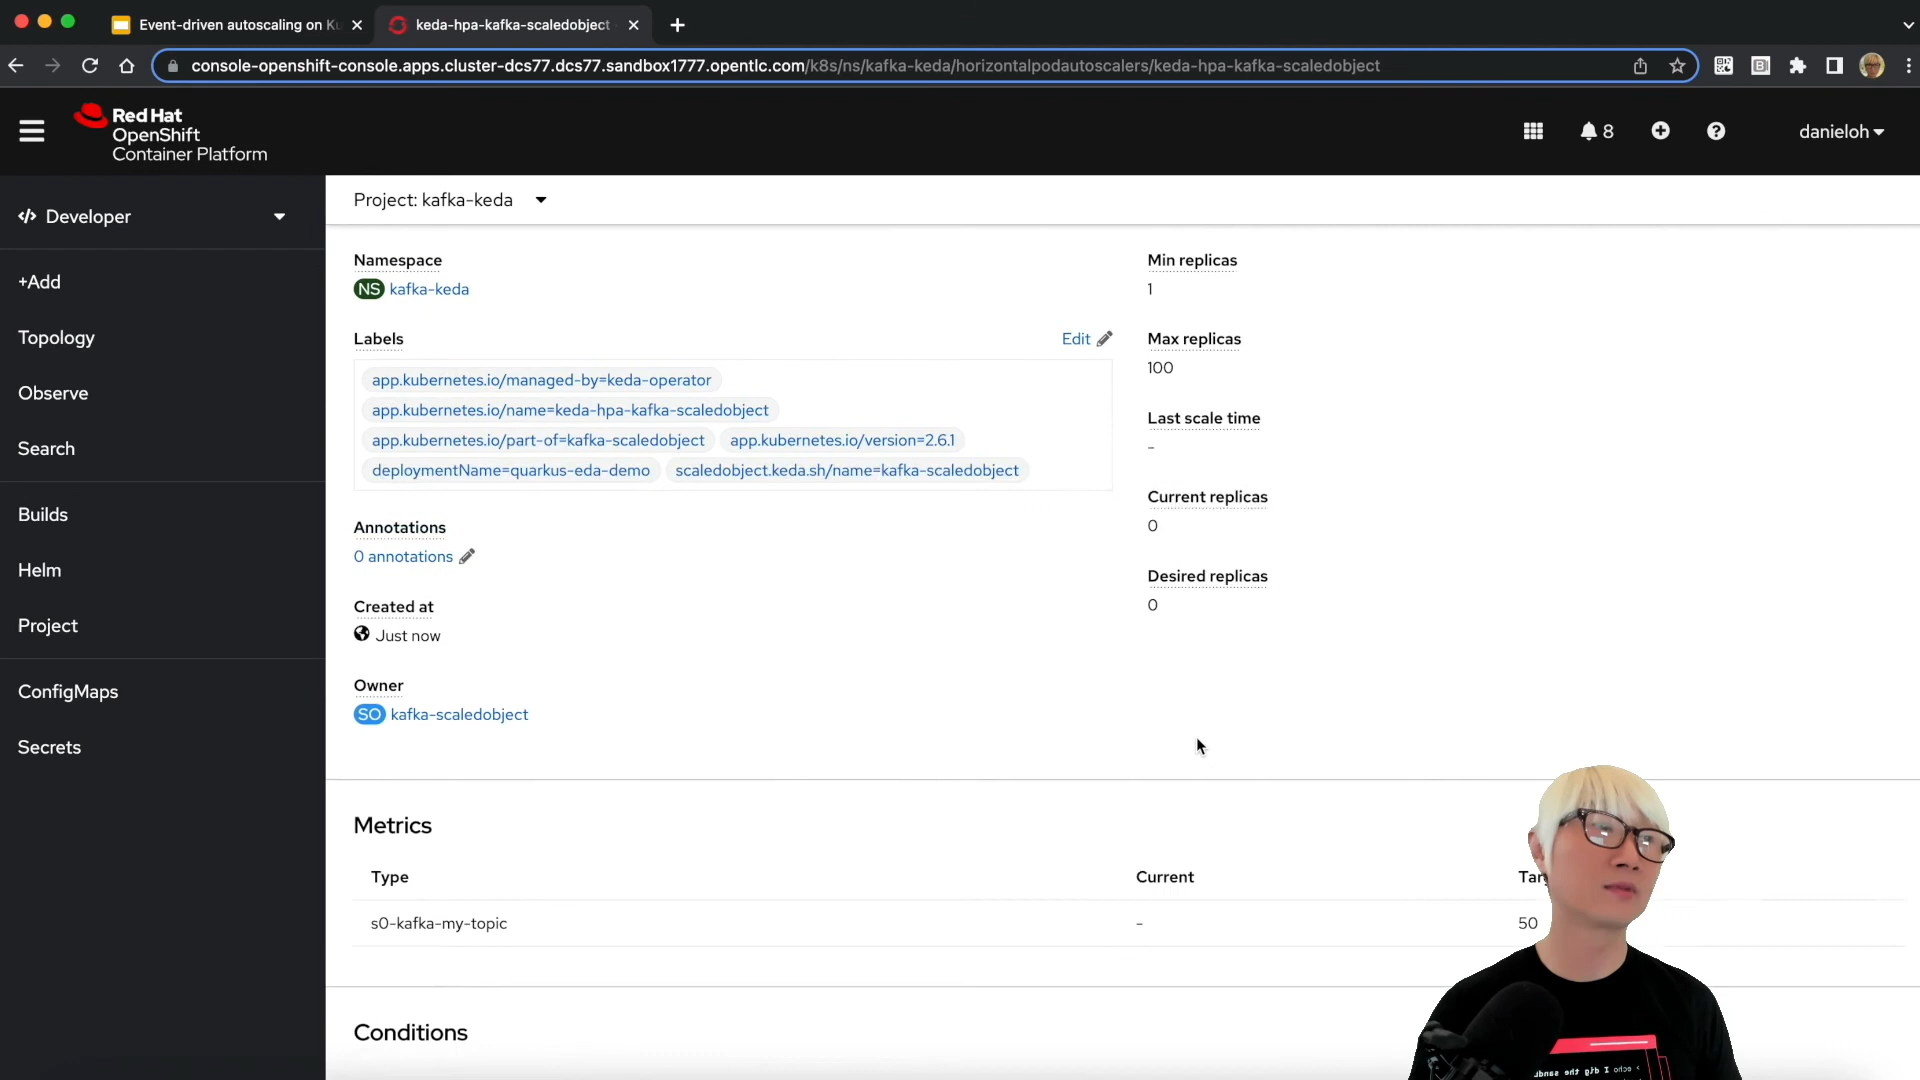 Event-driven autoscaling on Ku
keda-hpa-kafka-scaledobject
console-openshift-console.apps.cluster-dcs77.dcs77.sandbox1777.opentlc.com/k8s/ns/kafka-keda/horizontalpodautoscalers/keda-hpa-kafka-scaledobject
Red Hat
OpenShift
Container Platform
8
danieloh
Developer
+Add
Topology
Observe
Search
Builds
Helm
Project
ConfigMaps
Secrets
Project: kafka-keda
Namespace
NS kafka-keda
Labels
Edit
app.kubernetes.io/managed-by=keda-operator
app.kubernetes.io/name=keda-hpa-kafka-scaledobject
app.kubernetes.io/part-of=kafka-scaledobject app.kubernetes.io/version=2.6.1
deploymentName=quarkus-eda-demo scaledobject.keda.sh/name=kafka-scaledobject
Annotations
0 annotations
Created at
Just now
Owner
SO kafka-scaledobject
Min replicas
1
Max replicas
100
Last scale time
-
Current replicas
0
Desired replicas
0
Metrics
Type Current
s0-kafka-my-topic - 50
Conditions